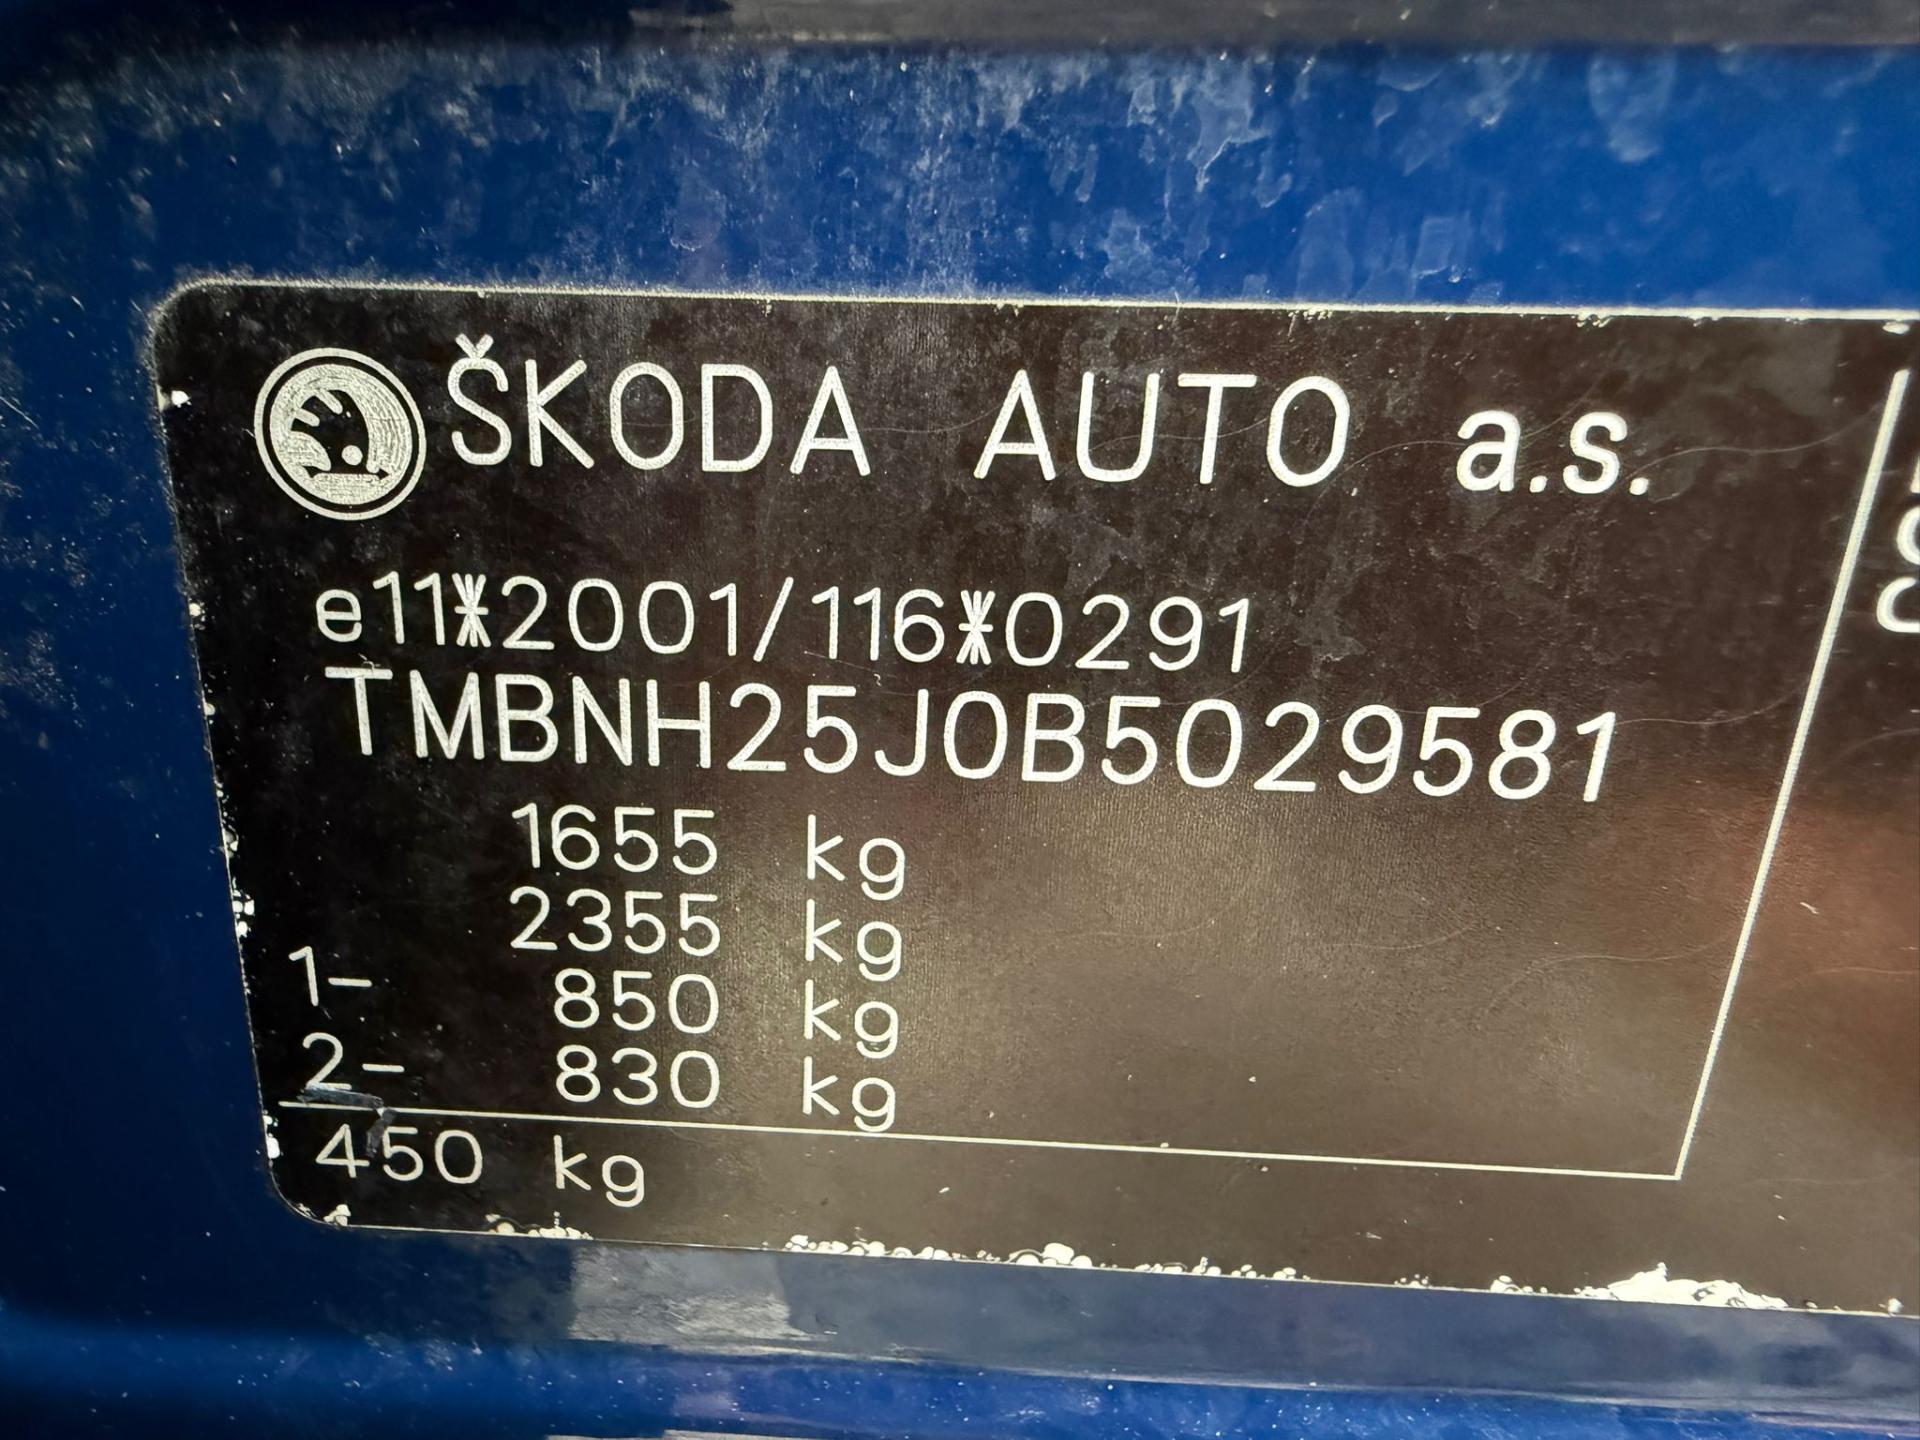 ŠKODA AUTO a.s.
e11*2001/116*0291
TMBNH25J0B5029581
1655 kg
2355 kg
1- 850 kg
2- 830 kg
450 kg